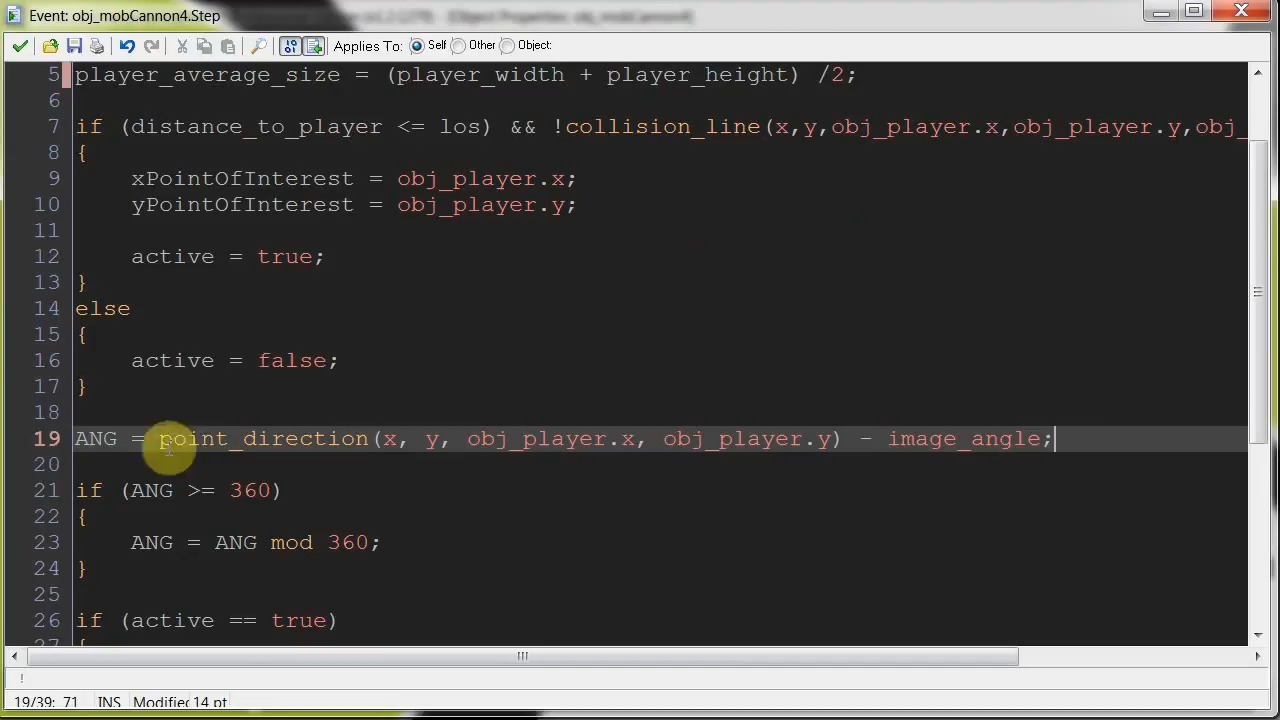 Event: obj_mobCannon4.Step
Applies To: Self Other Object:
5 player_average_size = (player_width + player_height) /2;
6
7 if (distance_to_player <= los) && !collision_line(x,y,obj_player.x,obj_player.y,obj_
8 {
9 xPointOfInterest = obj_player.x;
10 yPointOfInterest = obj_player.y;
11
12 active = true;
13 }
14 else
15 {
16 active = false;
17 }
18
19 ANG = point_direction(x, y, obj_player.x, obj_player.y) - image_angle;
20
21 if (ANG >= 360)
22 {
23 ANG = ANG mod 360;
24 }
25
26 if (active == true)
27 {
!
19/39: 71 INS Modified 14 pt